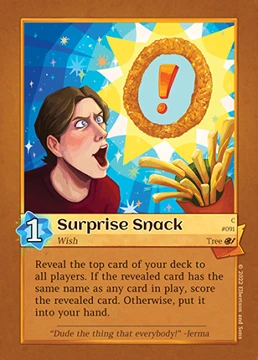 !
Surprise Snack
C
#091
1
Wish
Tree
Reveal the top card of your deck to
all players. If the revealed card has the
same name as any card in play, score
the revealed card. Otherwise, put it
into your hand.
"Dude the thing that everybody!" -Jerma
© 2022 Elbertson and Sons